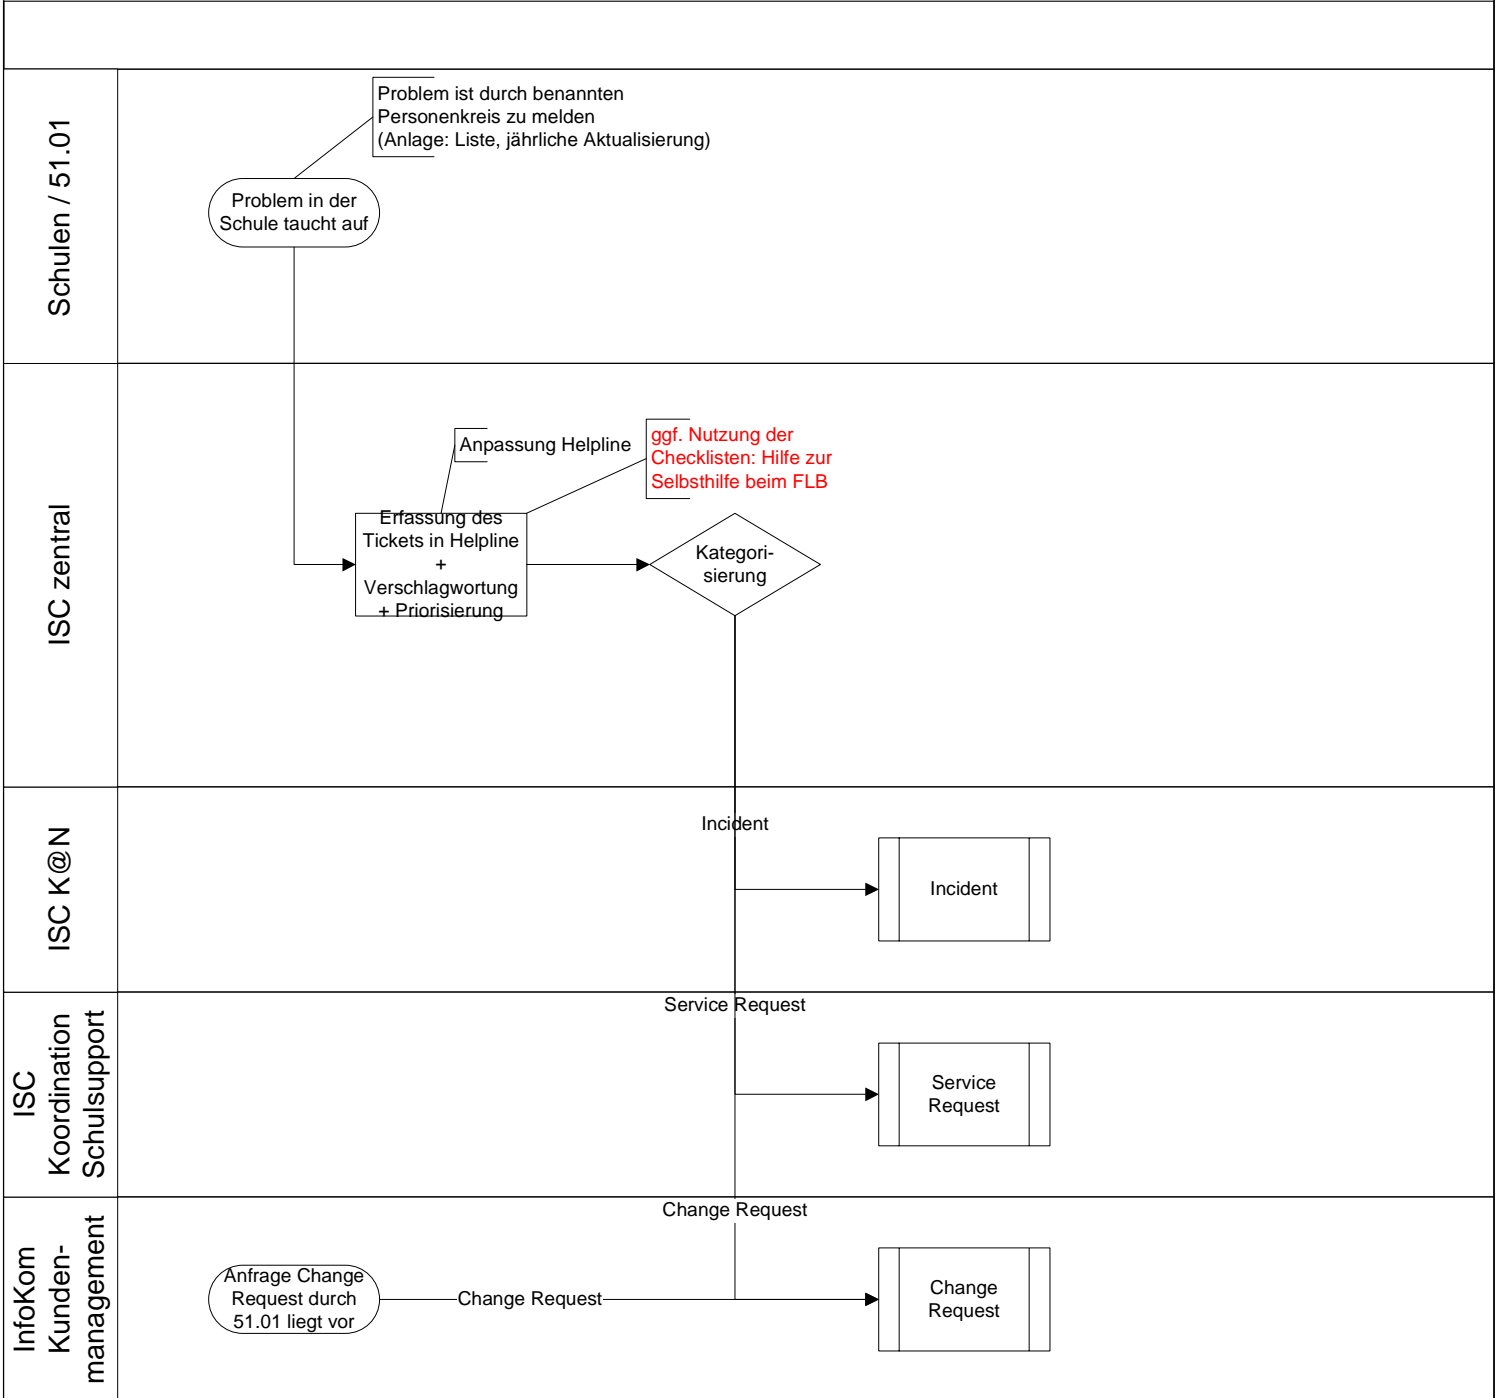 Schulen / 51.01
Problem ist durch benannten
Personenkreis zu melden
(Anlage: Liste, jährliche Aktualisierung)
Problem in der
Schule taucht auf
ISC zentral
Anpassung Helpline
ggf. Nutzung der
Checklisten: Hilfe zur
Selbsthilfe beim FLB
Erfassung des
Tickets in Helpline
+
Verschlagwortung
+ Priorisierung
Kategori-
sierung
ISC K@N
Incident
Incident
ISC
Koordination
Schulsupport
Service Request
Service
Request
InfoKom
Kunden-
management
Change Request
Anfrage Change
Request durch
51.01 liegt vor
Change Request
Change
Request